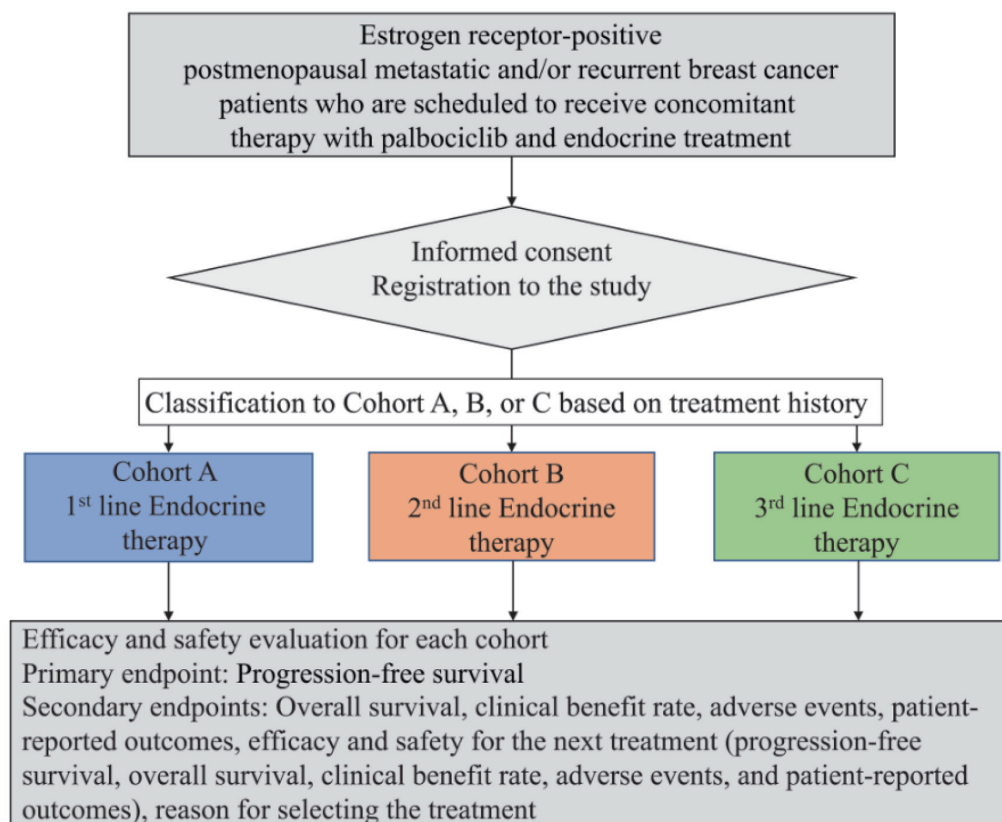 Estrogen receptor-positive
postmenopausal metastatic and/or recurrent breast cancer
patients who are scheduled to receive concomitant
therapy with palbociclib and endocrine treatment
Informed consent
Registration to the study
Classification to Cohort A, B, or C based on treatment history
Cohort A
1st line Endocrine
therapy
Cohort B
2nd line Endocrine
therapy
Cohort C
3rd line Endocrine
therapy
Efficacy and safety evaluation for each cohort
Primary endpoint: Progression-free survival
Secondary endpoints: Overall survival, clinical benefit rate, adverse events, patient-
reported outcomes, efficacy and safety for the next treatment (progression-free
survival, overall survival, clinical benefit rate, adverse events, and patient-reported
outcomes), reason for selecting the treatment